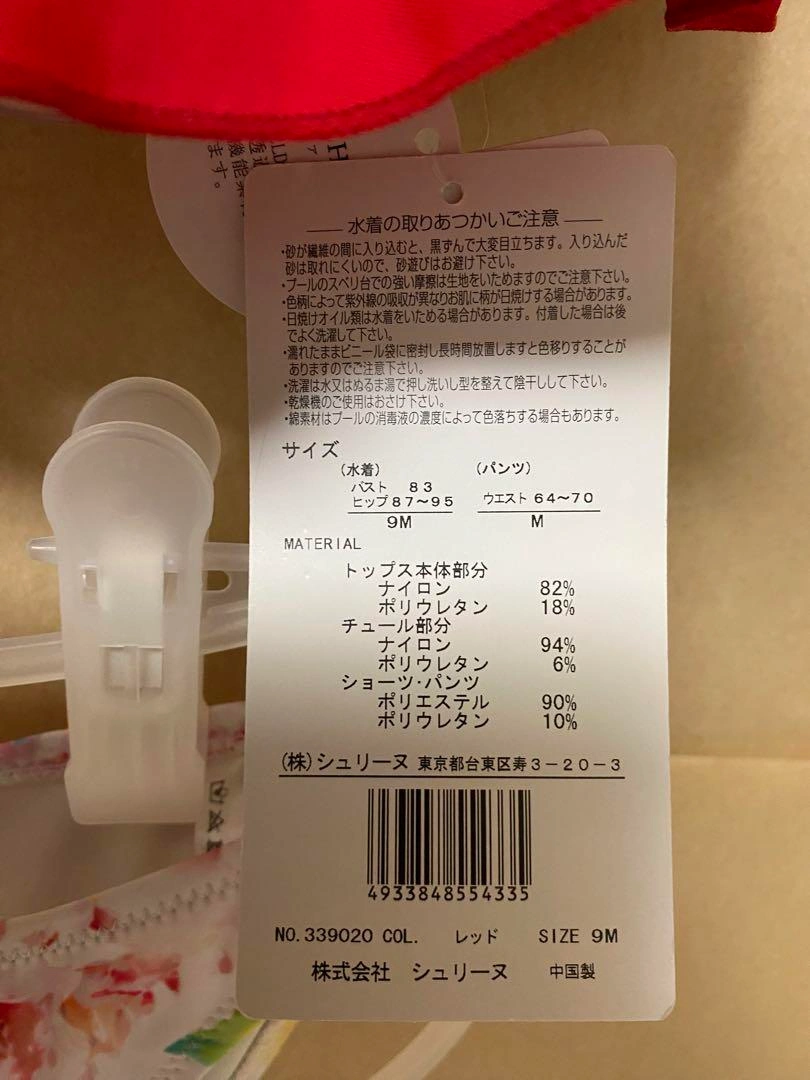 水着の取りあつかいご注意
・砂が繊維の間に入り込むと、黒ずんで大変目立ちます。入り込んだ
砂は取れにくいので、砂遊びはお避け下さい。
・プールのスベリ台での強い摩擦は生地をいためますのでご注意下さい。
・色柄によって紫外線の吸収が異なりお肌に柄が日焼けする場合があります。
・日焼けオイル類は水着をいためる場合があります。付着した場合は後
でよく洗濯して下さい。
・濡れたままビニール袋に密封し長時間放置しますと色移りすることが
ありますのでご注意下さい。
・洗濯は水又はぬるま湯で押し洗いし型を整えて陰干しして下さい。
・乾燥機のご使用はおさけ下さい。
・綿素材はプールの消毒液の濃度によって色落ちする場合もあります。
サイズ
(水着) (パンツ)
バスト 83
ヒップ87〜95 ウエスト 64〜70
9M M
MATERIAL
トップス本体部分
ナイロン 82%
ポリウレタン 18%
チュール部分
ナイロン 94%
ポリウレタン 6%
ショーツ・パンツ
ポリエステル 90%
ポリウレタン 10%
(株)シュリーヌ 東京都台東区寿3-20-3
4933848554335
NO.339020 COL. レッド SIZE 9M
株式会社 シュリーヌ 中国製
機能
ます。